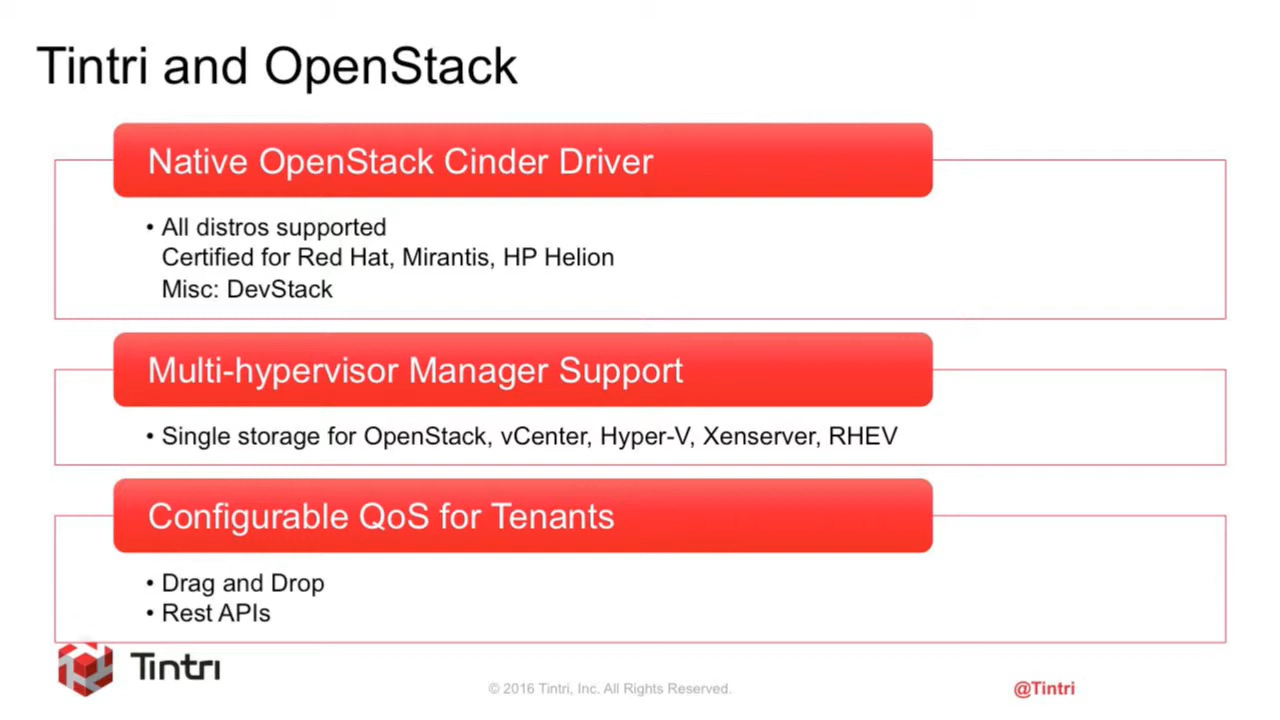 Tintri and OpenStack
Native OpenStack Cinder Driver
• All distros supported
Certified for Red Hat, Mirantis, HP Helion
Misc: DevStack
Multi-hypervisor Manager Support
• Single storage for OpenStack, vCenter, Hyper-V, Xenserver, RHEV
Configurable QoS for Tenants
• Drag and Drop
• Rest APIs
Tintri
© 2016 Tintri, Inc. All Rights Reserved.
@Tintri